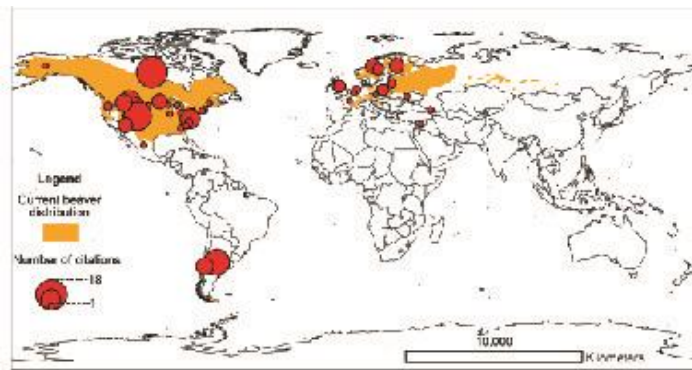 Legend
Current beaver
distribution
Number of citations
18
1
10,000
Kilometers